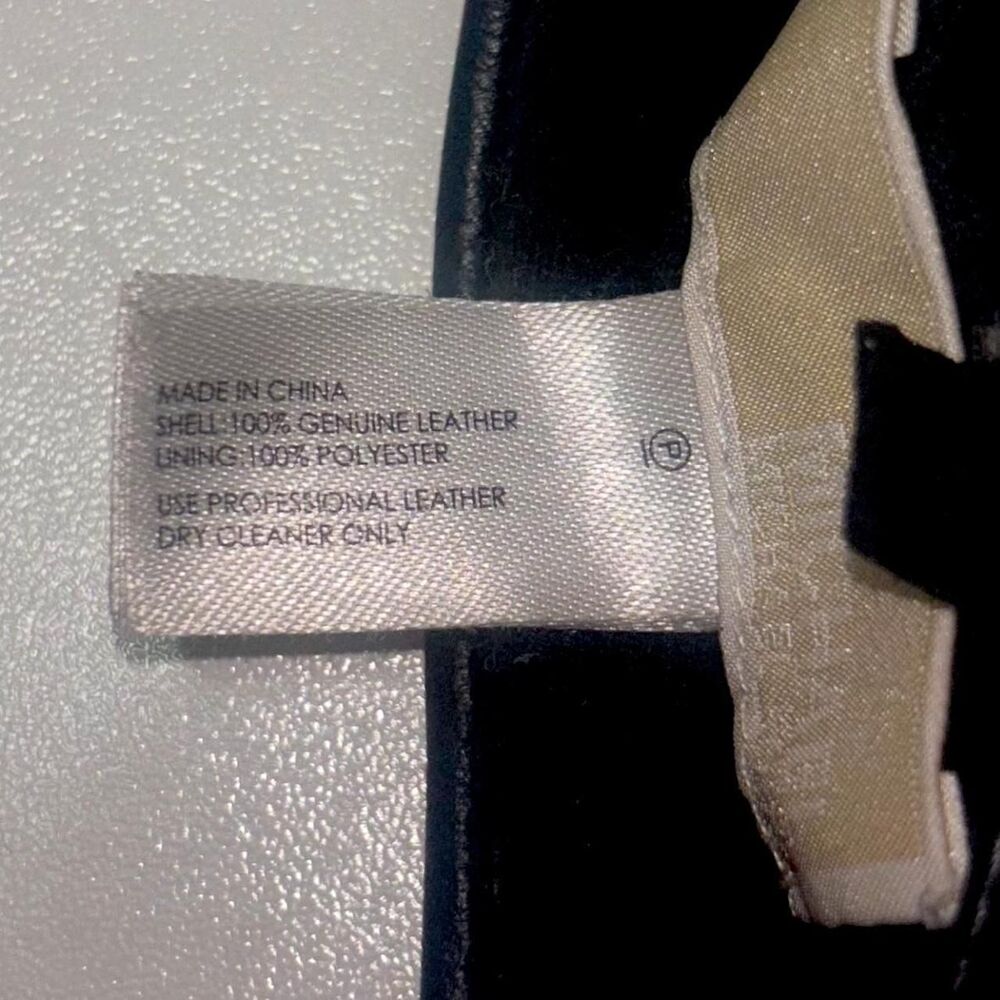 MADE IN CHINA
SHELL:100% GENUINE LEATHER
LINING:100% POLYESTER
USE PROFESSIONAL LEATHER
DRY CLEANER ONLY
P